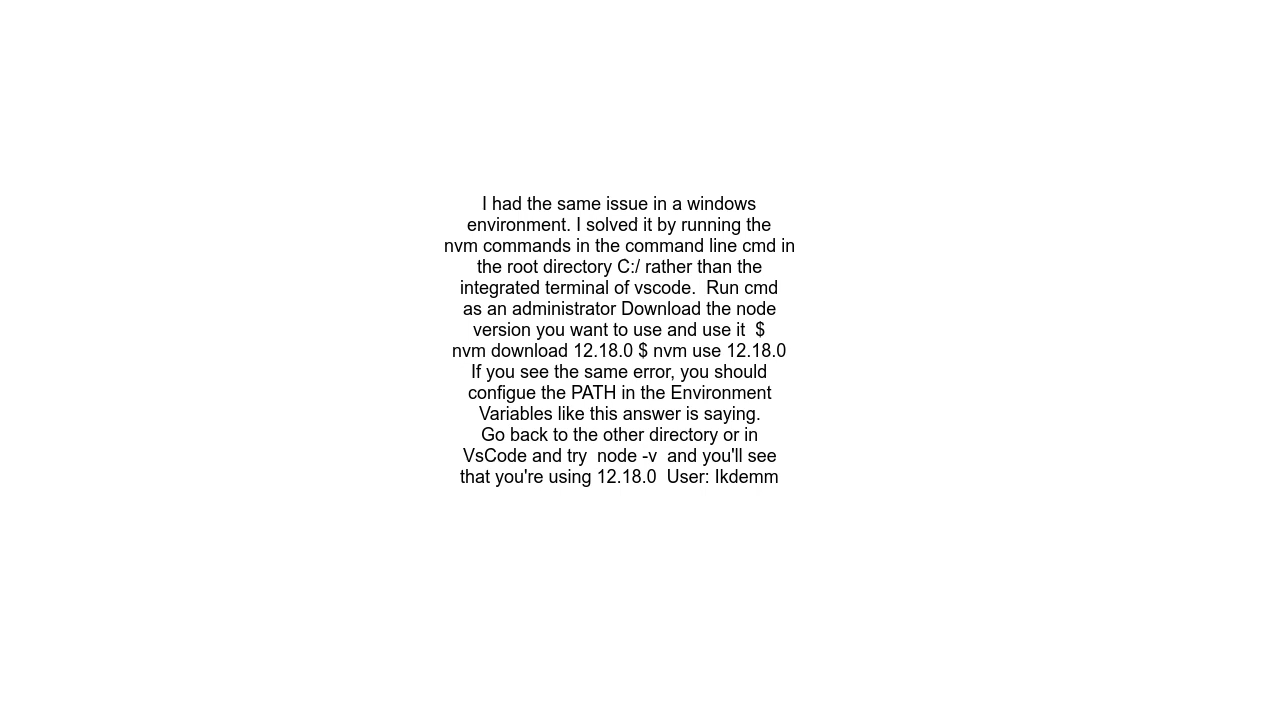 I had the same issue in a windows
environment. I solved it by running the
nvm commands in the command line cmd in
the root directory C:/ rather than the
integrated terminal of vscode.  Run cmd
as an administrator Download the node
version you want to use and use it  $
nvm download 12.18.0 $ nvm use 12.18.0
If you see the same error, you should
configue the PATH in the Environment
Variables like this answer is saying.
Go back to the other directory or in
VsCode and try  node -v  and you'll see
that you're using 12.18.0  User: Ikdemm